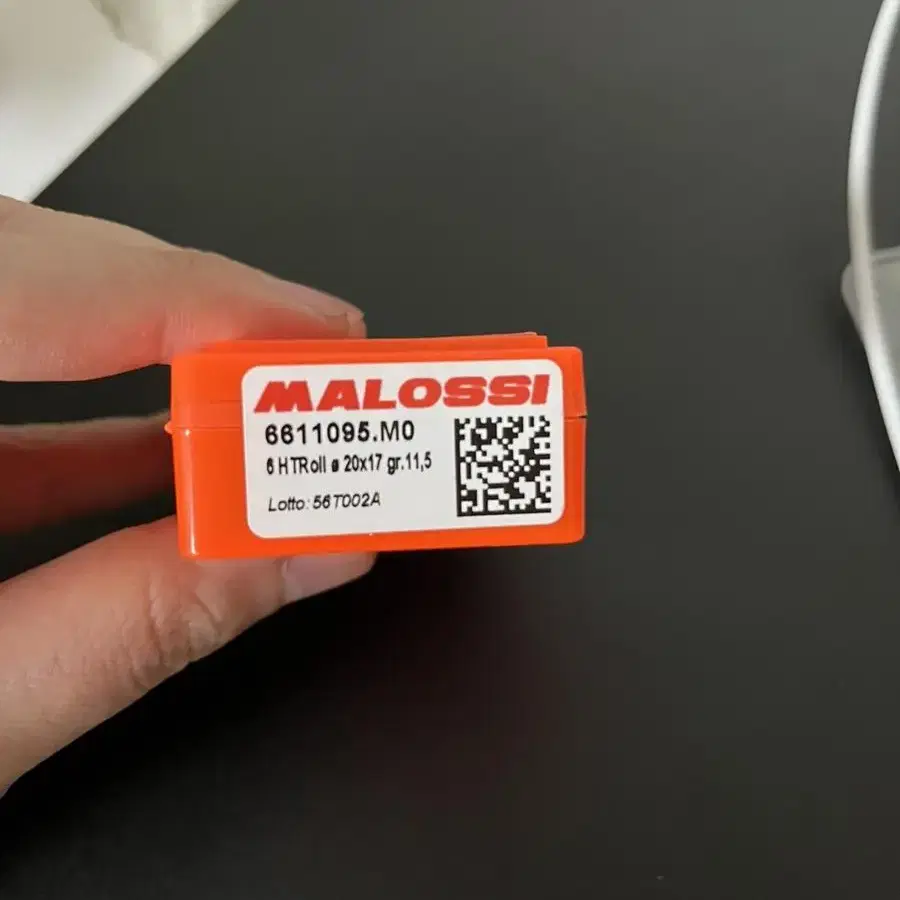 MALOSSI
6611095.M0
6 HTRoll ø 20x17 gr.11,5
Lotto: 56T002A